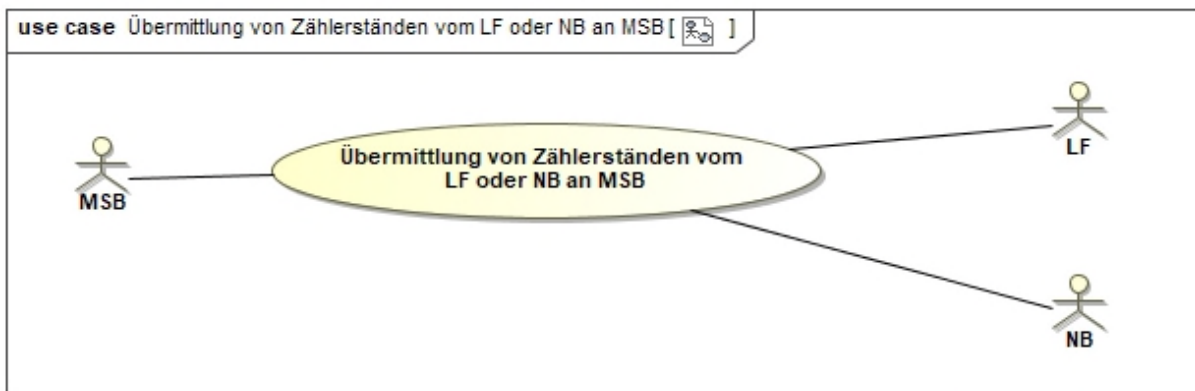 use case Übermittlung von Zählerständen vom LF oder NB an MSB [ ]
LF
MSB
Übermittlung von Zählerständen vom
LF oder NB an MSB
NB